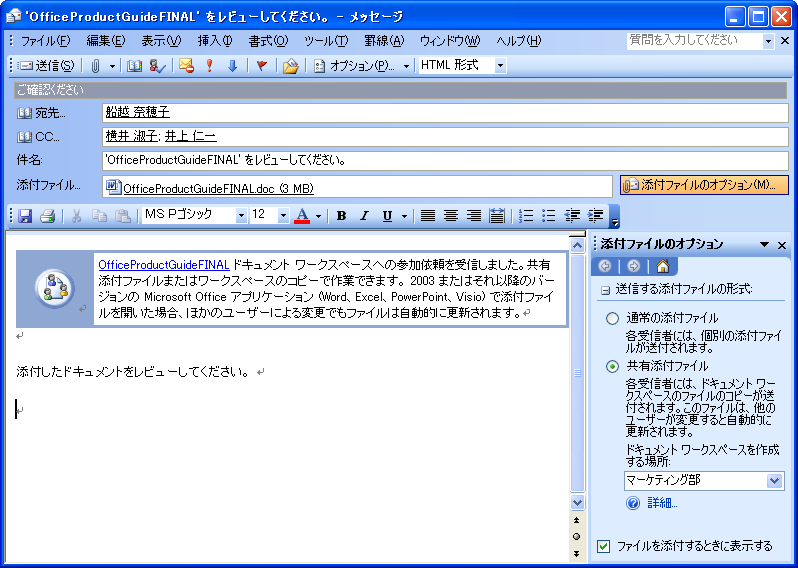 'OfficeProductGuideFINAL' をレビューしてください。 - メッセージ
ファイル(F) 編集(E) 表示(V) 挿入(I) 書式(O) ツール(T) 罫線(A) ウィンドウ(W) ヘルプ(H) 質問を入力してください
送信(S) オプション(P)... HTML 形式
ご確認ください
宛先... 船越 奈穂子
CC... 横井 淑子; 井上 仁一
件名: 'OfficeProductGuideFINAL' をレビューしてください。
添付ファイル... OfficeProductGuideFINAL.doc (3 MB) 添付ファイルのオプション(M)...
MS Pゴシック 12 A B I U
OfficeProductGuideFINAL ドキュメント ワークスペースへの参加依頼を受信しました。共有
添付ファイルまたはワークスペースのコピーで作業できます。 2003 またはそれ以降のバー
ジョンの Microsoft Office アプリケーション (Word、Excel、PowerPoint、Visio) で添付ファイ
ルを開いた場合、ほかのユーザーによる変更でもファイルは自動的に更新されます。
添付したドキュメントをレビューしてください。
添付ファイルのオプション
送信する添付ファイルの形式:
通常の添付ファイル
各受信者には、個別の添付ファイ
ルが送付されます。
共有添付ファイル
各受信者には、ドキュメント ワー
クスペースのファイルのコピーが送
付されます。このファイルは、他の
ユーザーが変更すると自動的に
更新されます。
ドキュメント ワークスペースを作成
する場所:
マーケティング部
詳細...
ファイルを添付するときに表示する